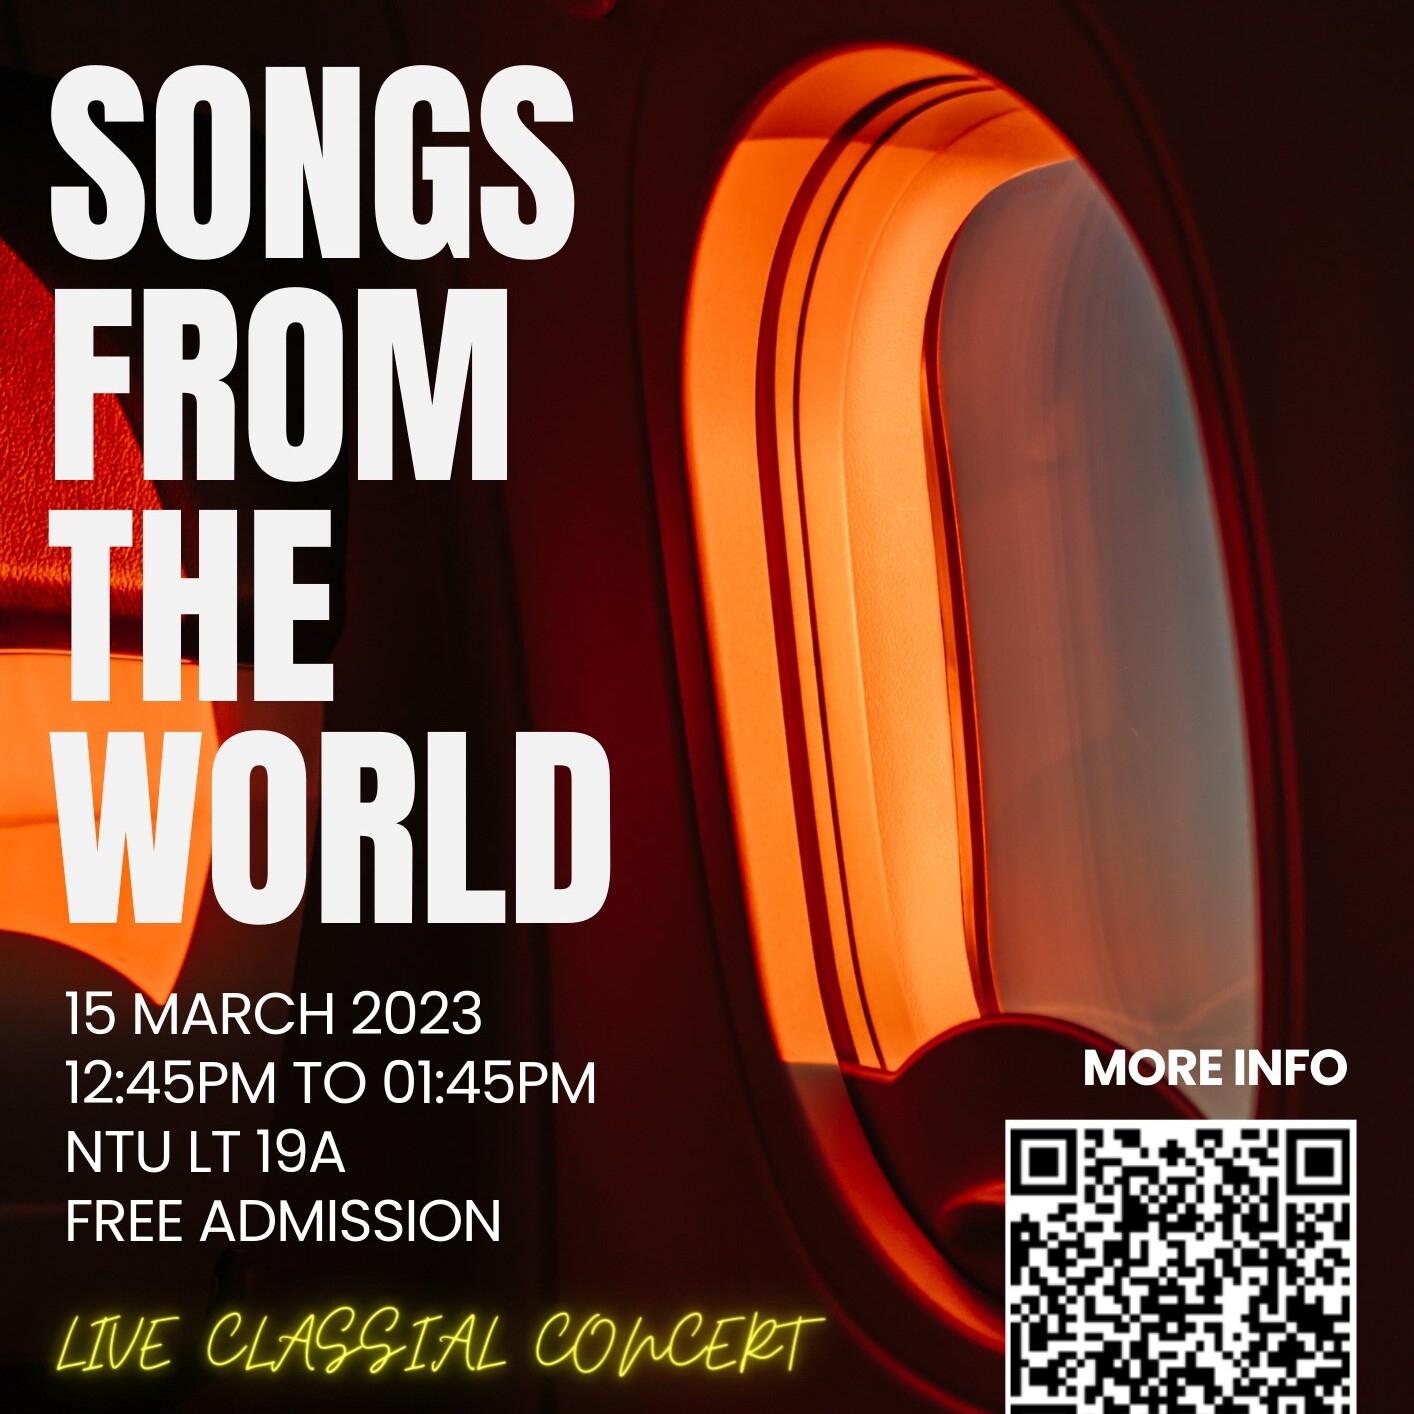 SONGS
FROM
THE
WORLD
15 MARCH 2023
12:45PM TO 01:45PM
NTU LT 19A
FREE ADMISSION
LIVE CLASSIAL CONCERT
MORE INFO